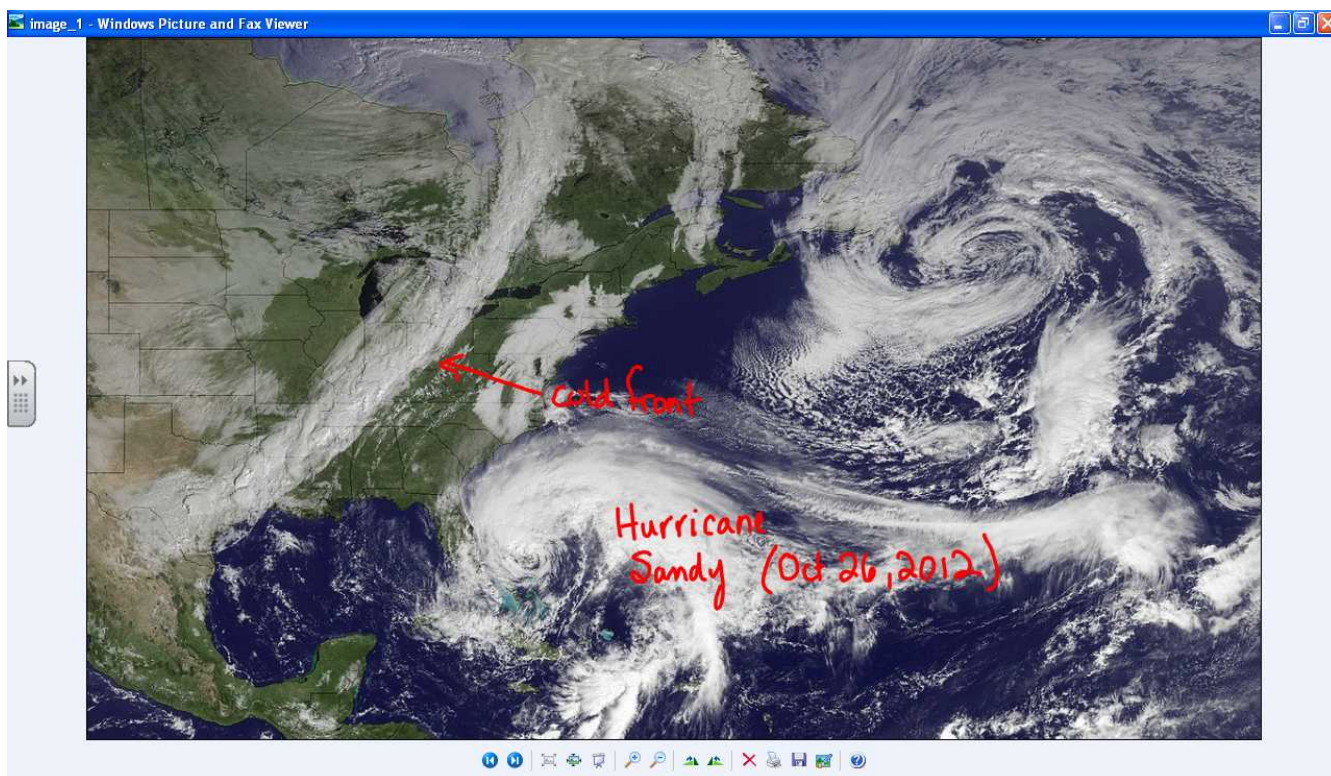 image_1 - Windows Picture and Fax Viewer
cold front
Hurricane
Sandy (Oct 26, 2012)